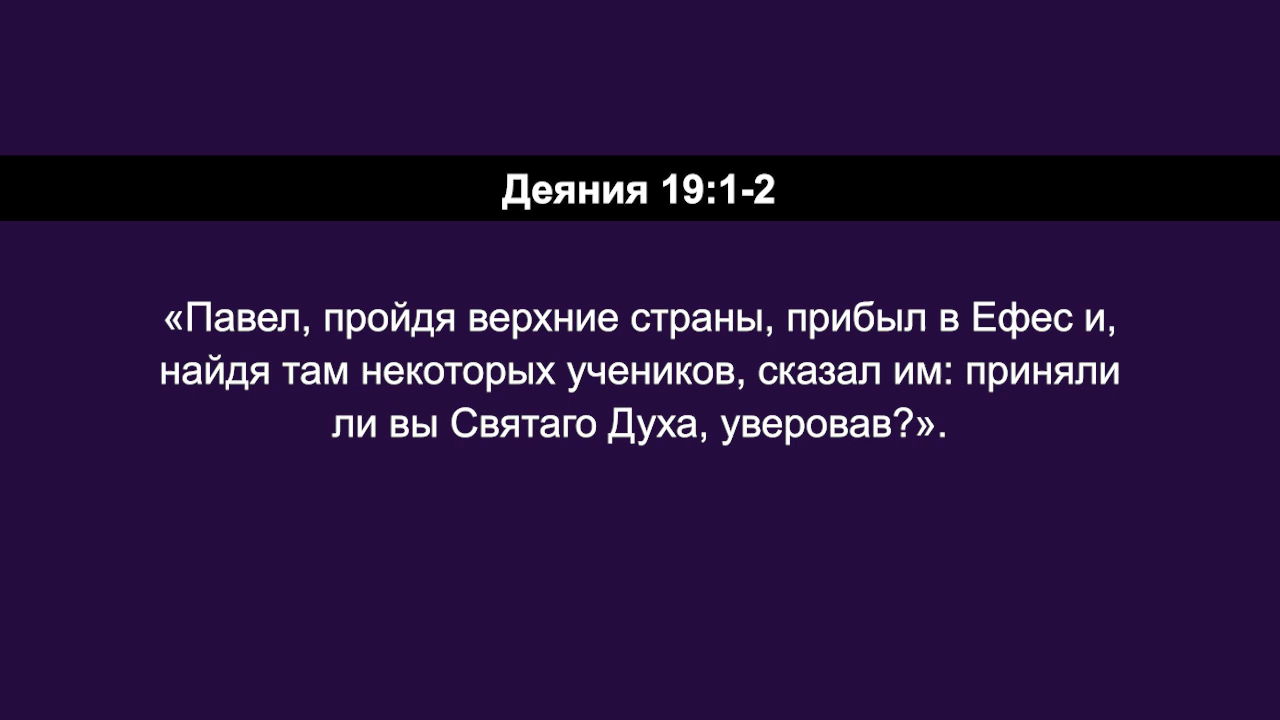 Деяния 19:1-2
«Павел, пройдя верхние страны, прибыл в Ефес и,
найдя там некоторых учеников, сказал им: приняли
ли вы Святаго Духа, уверовав?».